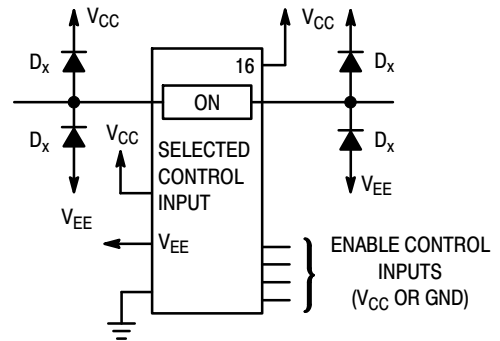 VCC
VCC
16
Dx
Dx
ON
Dx
VCC
Dx
SELECTED
CONTROL
INPUT
VEE
VEE
VEE
ENABLE CONTROL
INPUTS
(VCC OR GND)